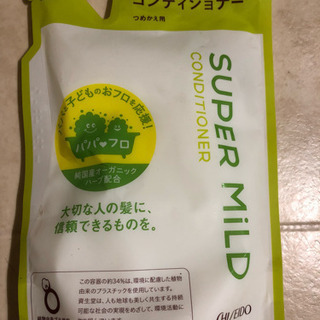 コンディショナー
つめかえ用
子どものおフロを応援!
パパ♥フロ
純国産オーガニック
ハーブ配合
SUPER MiLD
CONDITIONER
大切な人の髪に、
信頼できるものを。
この容器の約34%は、環境に配慮した植物
由来のプラスチックを使用しています。
資生堂は、人も地球も美しく共生する持続
可能な社会の実現をめざして、環境活動に
SHISEIDO